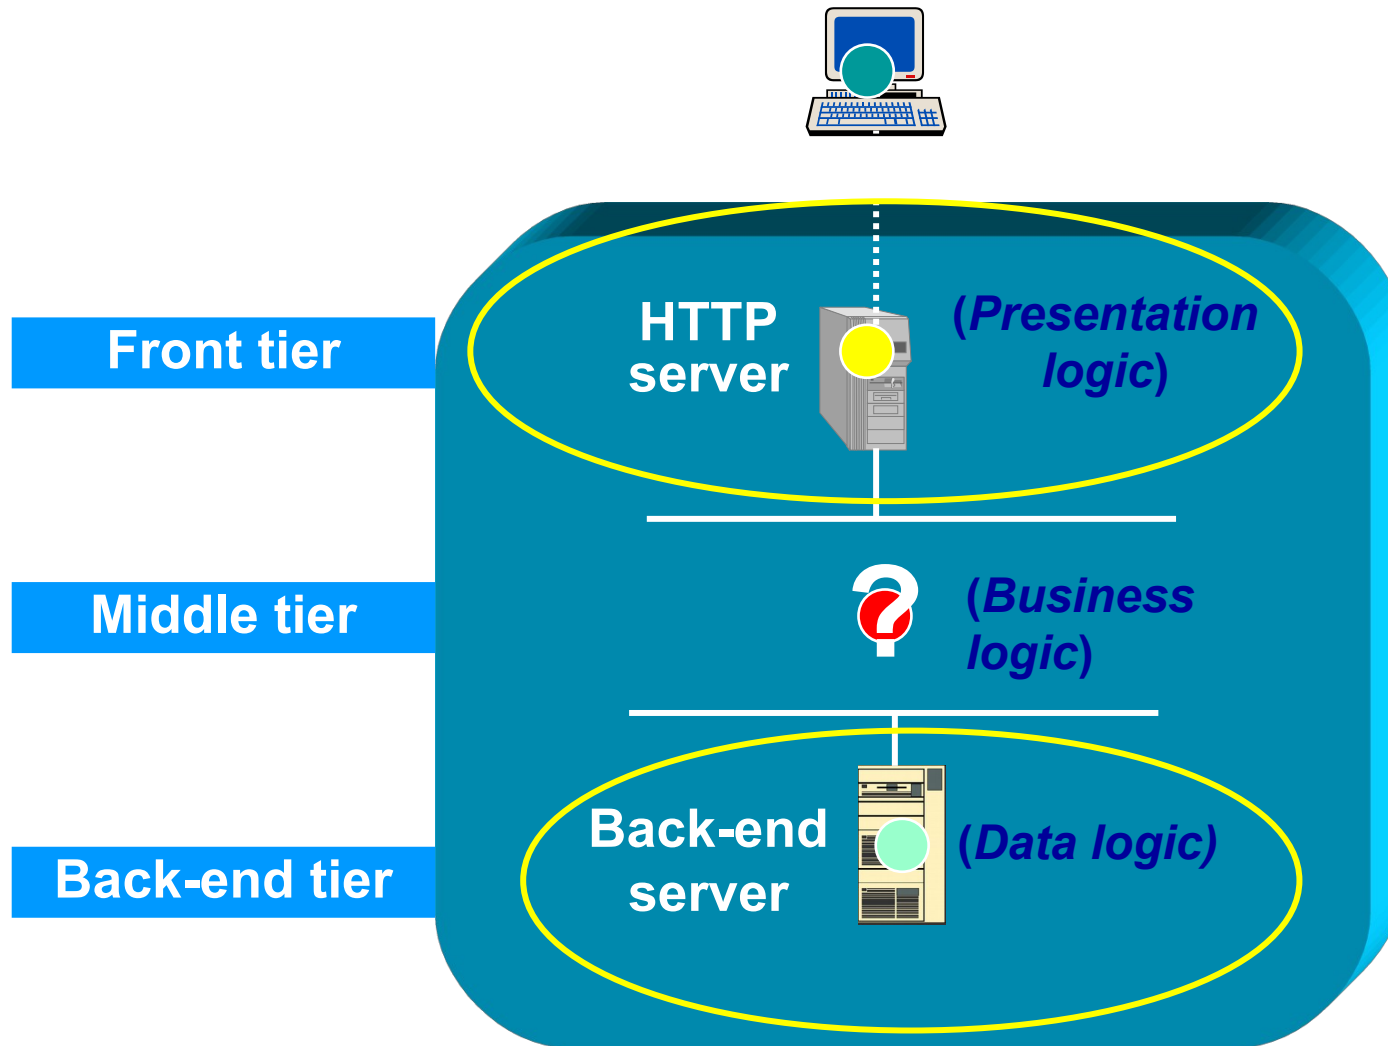 Front tier
HTTP
server
(Presentation
logic)
Middle tier
?
(Business
logic)
Back-end tier
Back-end
server
(Data logic)